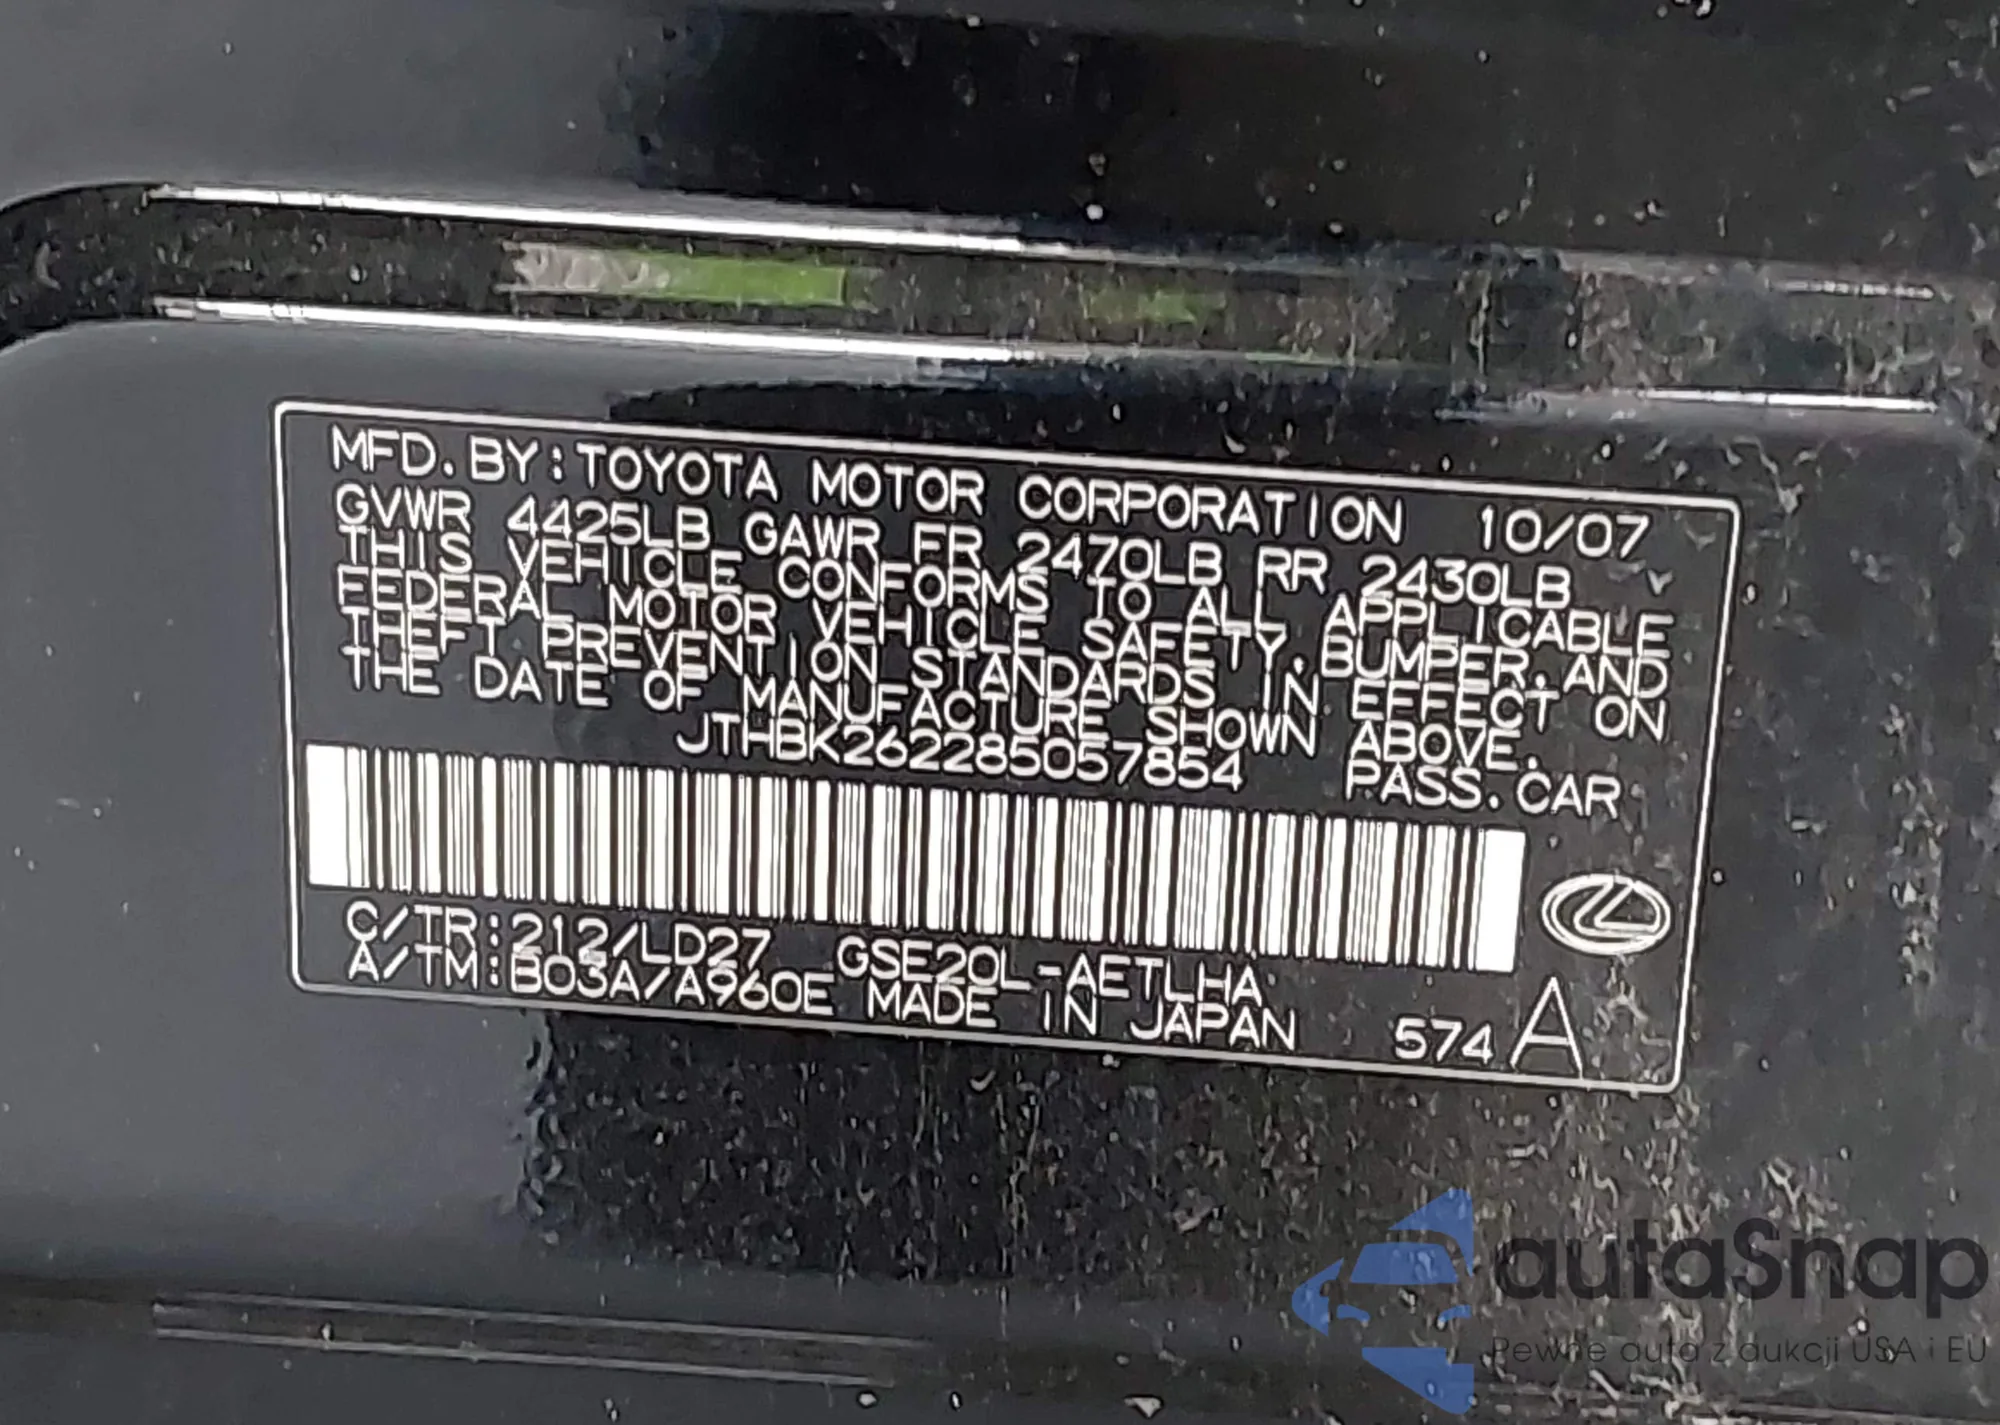 MFD. BY: TOYOTA MOTOR CORPORATION 10/07
GVWR 4425LB GAWR FR 2470LB RR 2430LB
THIS VEHICLE CONFORMS TO ALL APPLICABLE
FEDERAL MOTOR VEHICLE SAFETY, BUMPER, AND
THEFT PREVENTION STANDARDS IN EFFECT ON
THE DATE OF MANUFACTURE SHOWN ABOVE.
JTHBK262285057854 PASS. CAR
C/TR: 212/LD27 GSE20L-AETLHA
A/TM: B03A/A960E MADE IN JAPAN 574 A
autaSnap
Pewne auta z aukcji USA i EU